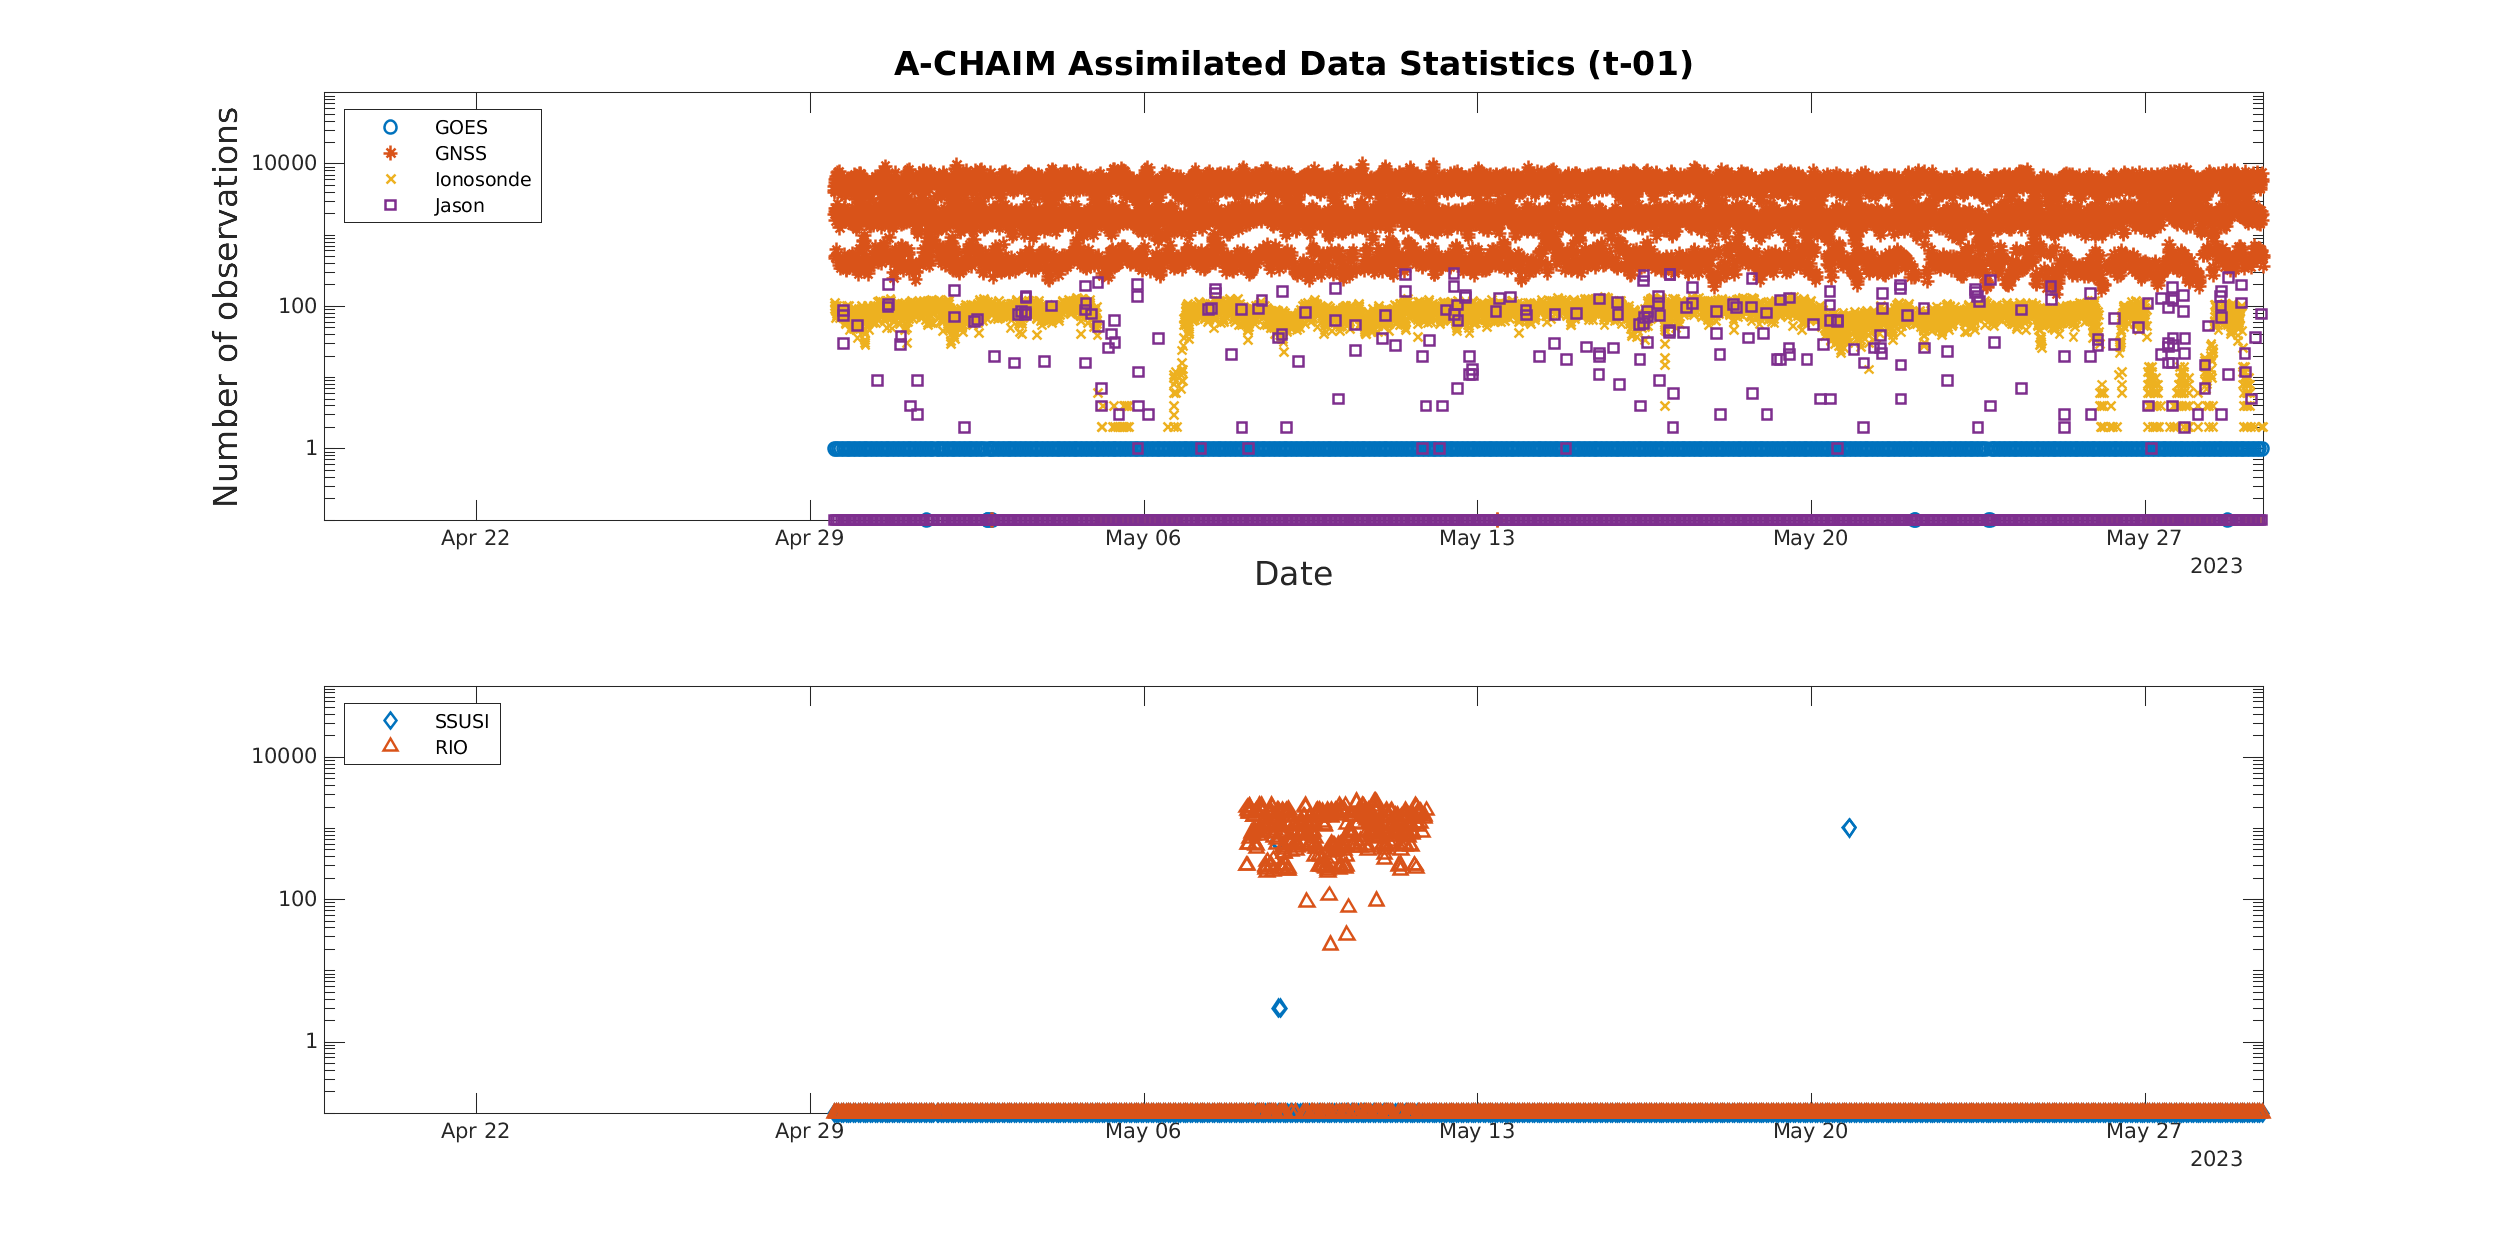 A-CHAIM Assimilated Data Statistics (t-01)
Number of observations
10000
100
1
GOES
GNSS
Ionosonde
Jason
Apr 22
Apr 29
May 06
May 13
May 20
May 27
2023
Date
10000
100
1
SSUSI
RIO
Apr 22
Apr 29
May 06
May 13
May 20
May 27
2023